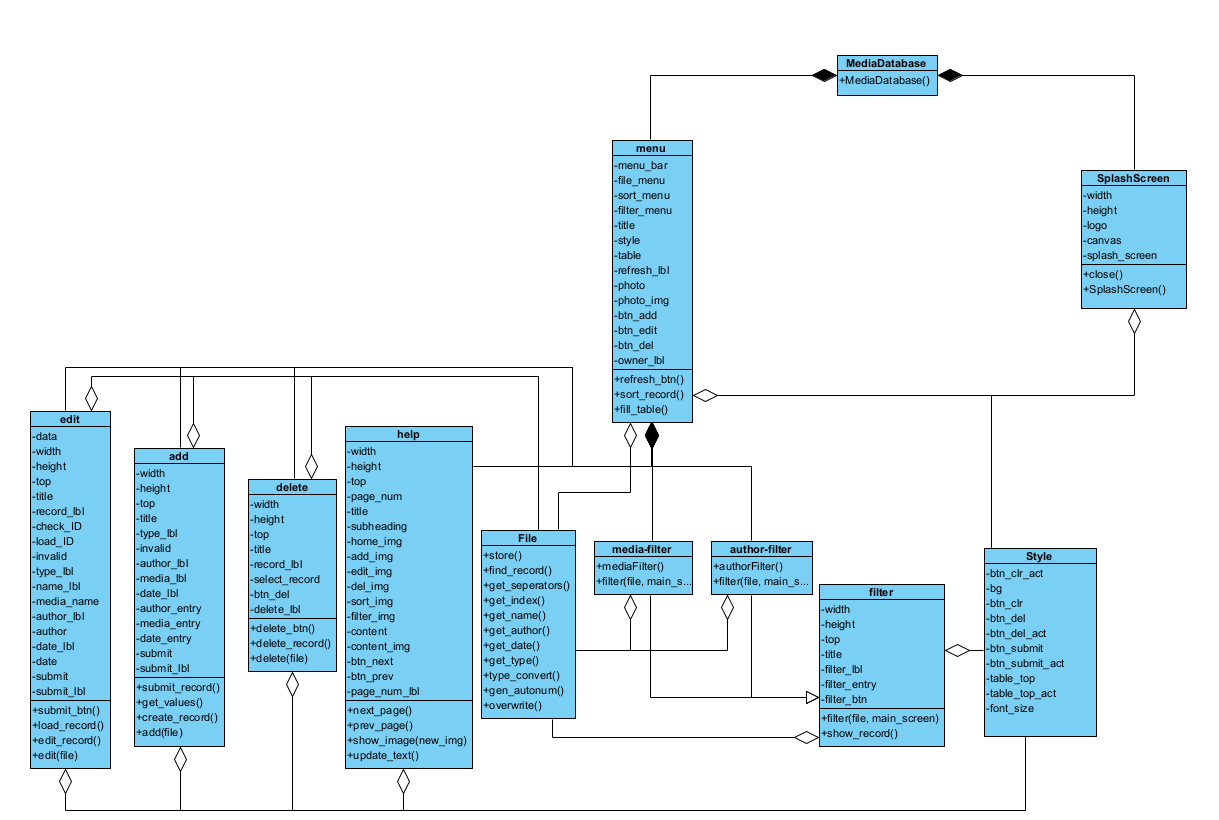 MediaDatabase
+MediaDatabase()
menu
-menu_bar
-file_menu
-sort_menu
-filter_menu
-title
-style
-table
-refresh_lbl
-photo
-photo_img
-btn_add
-btn_edit
-btn_del
-owner_lbl
+refresh_btn()
+sort_record()
+fill_table()
SplashScreen
-width
-height
-logo
-canvas
-splash_screen
+close()
+SplashScreen()
edit
-data
-width
-height
-top
-title
-record_lbl
-check_ID
-load_ID
-invalid
-type_lbl
-name_lbl
-media_name
-author_lbl
-author
-date_lbl
-date
-submit
-submit_lbl
+submit_btn()
+load_record()
+edit_record()
+edit(file)
add
-width
-height
-top
-title
-type_lbl
-invalid
-author_lbl
-media_lbl
-date_lbl
-author_entry
-media_entry
-date_entry
-submit
-submit_lbl
+submit_record()
+get_values()
+create_record()
+add(file)
delete
-width
-height
-top
-title
-record_lbl
-select_record
-btn_del
-delete_lbl
+delete_btn()
+delete_record()
+delete(file)
help
-width
-height
-top
-page_num
-title
-subheading
-home_img
-add_img
-edit_img
-del_img
-sort_img
-filter_img
-content
-content_img
-btn_next
-btn_prev
-page_num_lbl
+next_page()
+prev_page()
+show_image(new_img)
+update_text()
File
+store()
+find_record()
+get_seperators()
+get_index()
+get_name()
+get_author()
+get_date()
+get_type()
+type_convert()
+gen_autonum()
+overwrite()
media-filter
+mediaFilter()
+filter(file, main_s...
author-filter
+authorFilter()
+filter(file, main_s...
filter
-width
-height
-top
-title
-filter_lbl
-filter_entry
-filter_btn
+filter(file, main_screen)
+show_record()
Style
-btn_clr_act
-bg
-btn_clr
-btn_del
-btn_del_act
-btn_submit
-btn_submit_act
-table_top
-table_top_act
-font_size